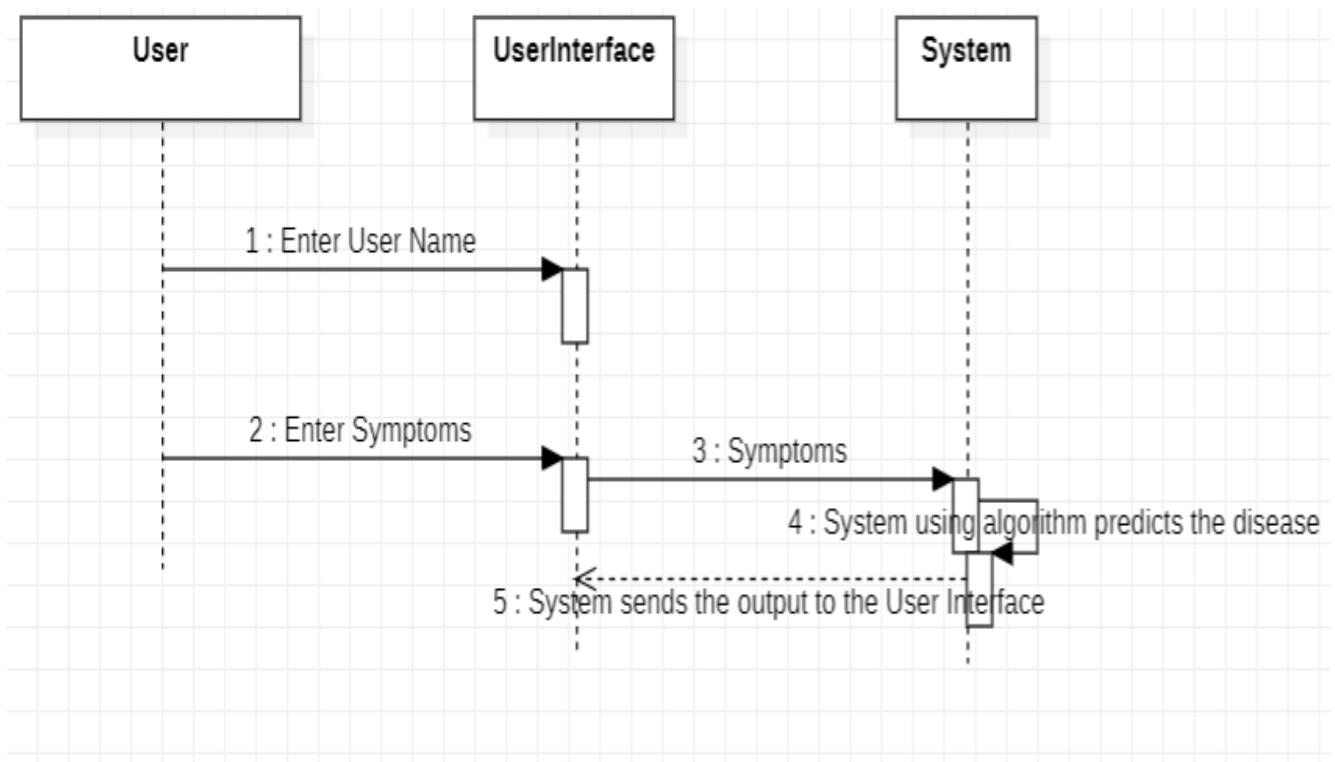 User
UserInterface
System
1 : Enter User Name
2 : Enter Symptoms
3 : Symptoms
4 : System using algorithm predicts the disease
5 : System sends the output to the User Interface